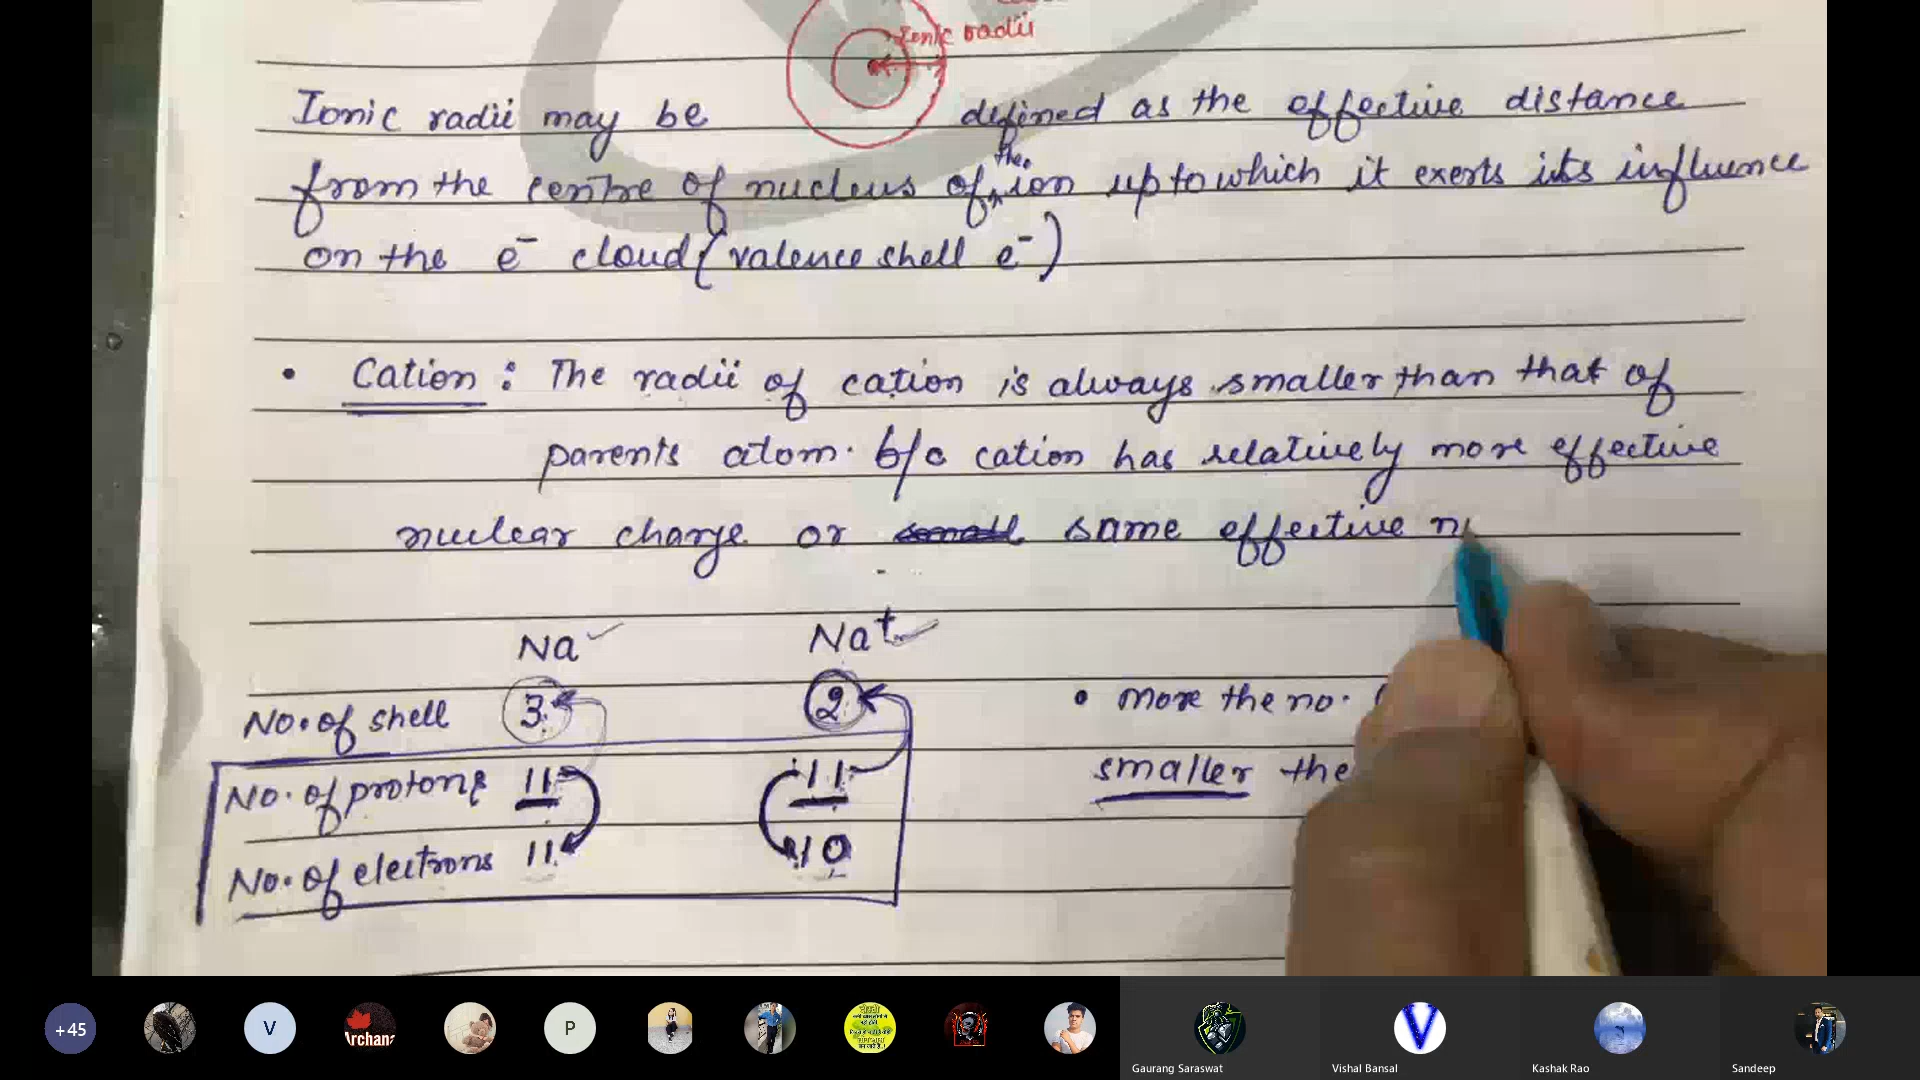 Ionic radii
Ionic radii may be defined as the effective distance
from the centre of nucleus of the ion upto which it exerts its influence
on the e⁻ cloud (valence shell e⁻)
• Cation : The radii of cation is always smaller than that of
parents atom. b/c cation has relatively more effective
nuclear charge or same effective n
Na Na⁺
No. of shell 3 2
• More the no.
No. of protons 11 11
smaller the
No. of electrons 11 10
+45 V Archana P
Gaurang Saraswat Vishal Bansal Kashak Rao Sandeep